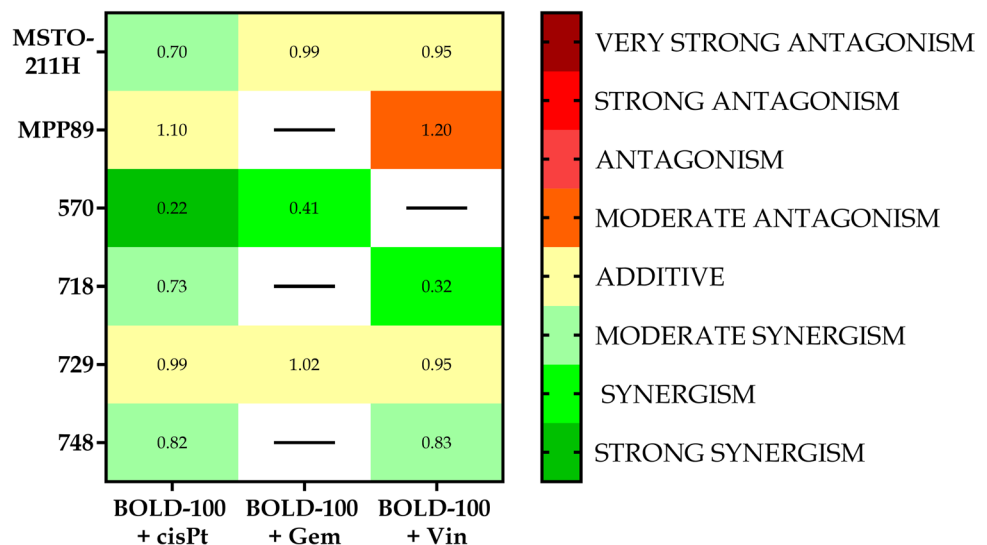 MSTO-
211H
0.70
0.99
0.95
MPP89
1.10
1.20
570
0.22
0.41
718
0.73
0.32
729
0.99
1.02
0.95
748
0.82
0.83
BOLD-100
+ cisPt
BOLD-100
+ Gem
BOLD-100
+ Vin
VERY STRONG ANTAGONISM
STRONG ANTAGONISM
ANTAGONISM
MODERATE ANTAGONISM
ADDITIVE
MODERATE SYNERGISM
SYNERGISM
STRONG SYNERGISM